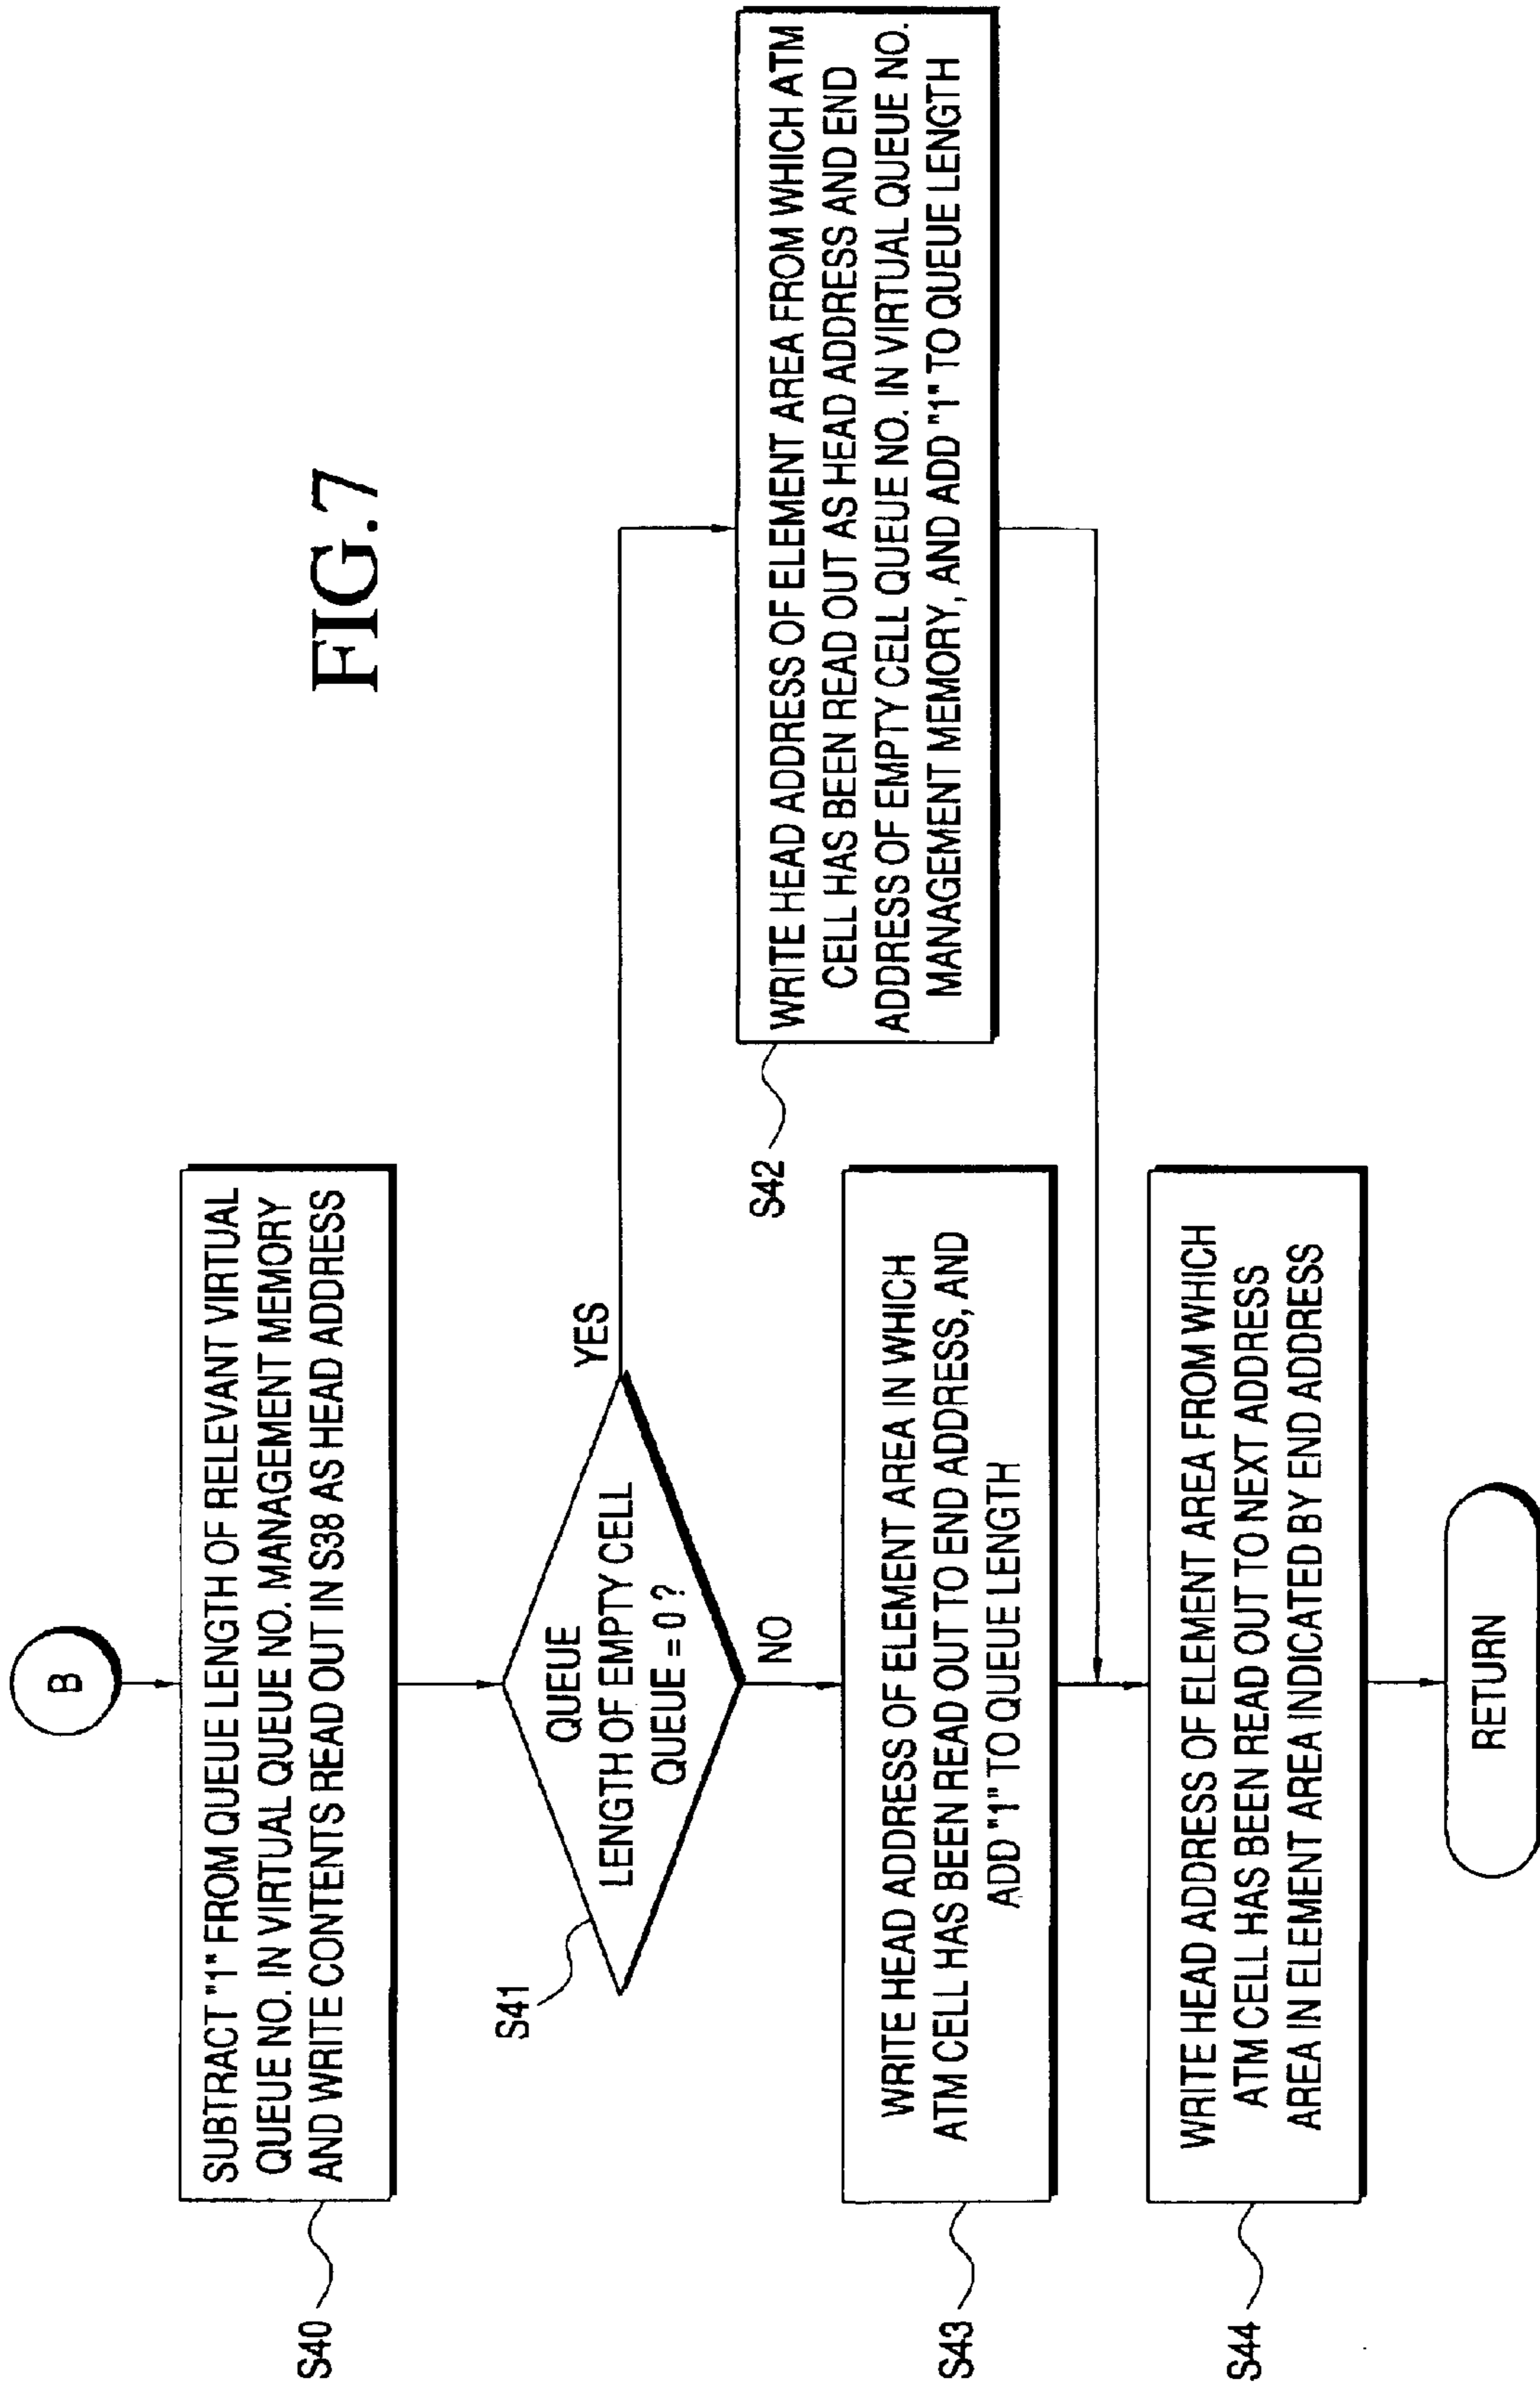 FIG.7
B
S40
SUBTRACT "1" FROM QUEUE LENGTH OF RELEVANT VIRTUAL
QUEUE NO. IN VIRTUAL QUEUE NO. MANAGEMENT MEMORY
AND WRITE CONTENTS READ OUT IN S38 AS HEAD ADDRESS
S41
QUEUE
LENGTH OF EMPTY CELL
QUEUE = 0 ?
YES
NO
S42
WRITE HEAD ADDRESS OF ELEMENT AREA FROM WHICH ATM
CELL HAS BEEN READ OUT AS HEAD ADDRESS AND END
ADDRESS OF EMPTY CELL QUEUE NO. IN VIRTUAL QUEUE NO.
MANAGEMENT MEMORY, AND ADD "1" TO QUEUE LENGTH
S43
WRITE HEAD ADDRESS OF ELEMENT AREA IN WHICH
ATM CELL HAS BEEN READ OUT TO END ADDRESS, AND
ADD "1" TO QUEUE LENGTH
S44
WRITE HEAD ADDRESS OF ELEMENT AREA FROM WHICH
ATM CELL HAS BEEN READ OUT TO NEXT ADDRESS
AREA IN ELEMENT AREA INDICATED BY END ADDRESS
RETURN